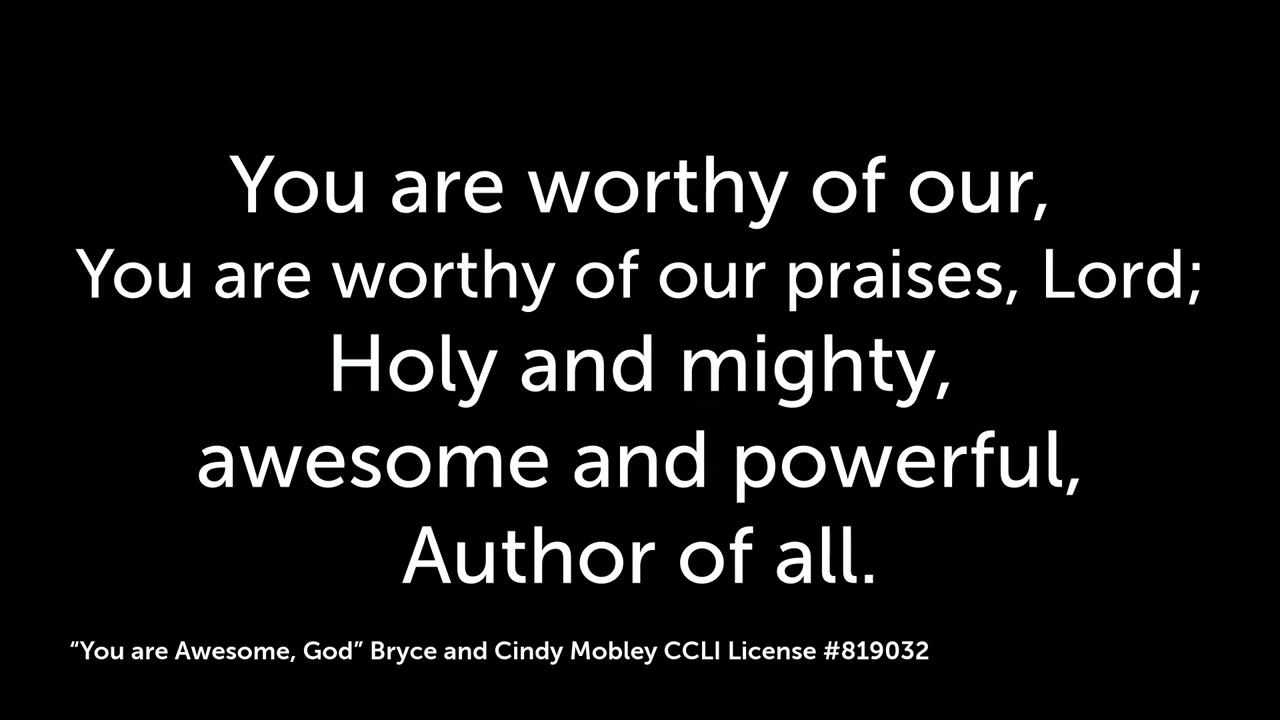 You are worthy of our,
You are worthy of our praises, Lord;
Holy and mighty,
awesome and powerful,
Author of all.
“You are Awesome, God” Bryce and Cindy Mobley CCLI License #819032